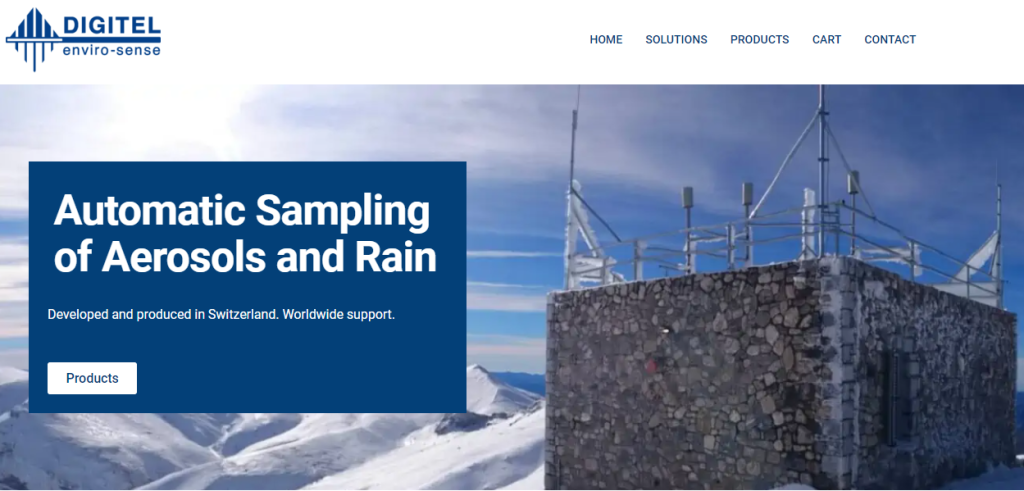 DIGITEL
enviro-sense
HOME SOLUTIONS PRODUCTS CART CONTACT
Automatic Sampling
of Aerosols and Rain
Developed and produced in Switzerland. Worldwide support.
Products